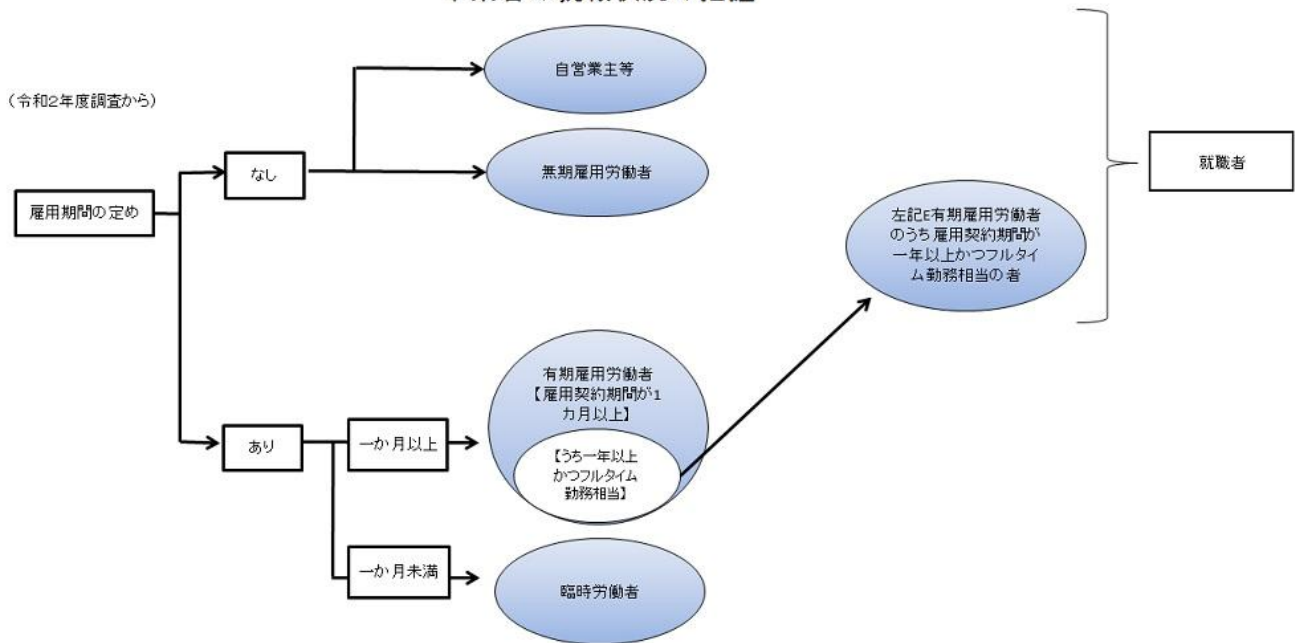 （令和2年度調査から）
雇用期間の定め
なし
自営業主等
無期雇用労働者
左記E有期雇用労働者
のうち雇用契約期間が
一年以上かつフルタイ
ム勤務相当の者
就職者
あり
一か月以上
有期雇用労働者
【雇用契約期間が1
カ月以上】
【うち一年以上
かつフルタイム
勤務相当】
一か月未満
臨時労働者